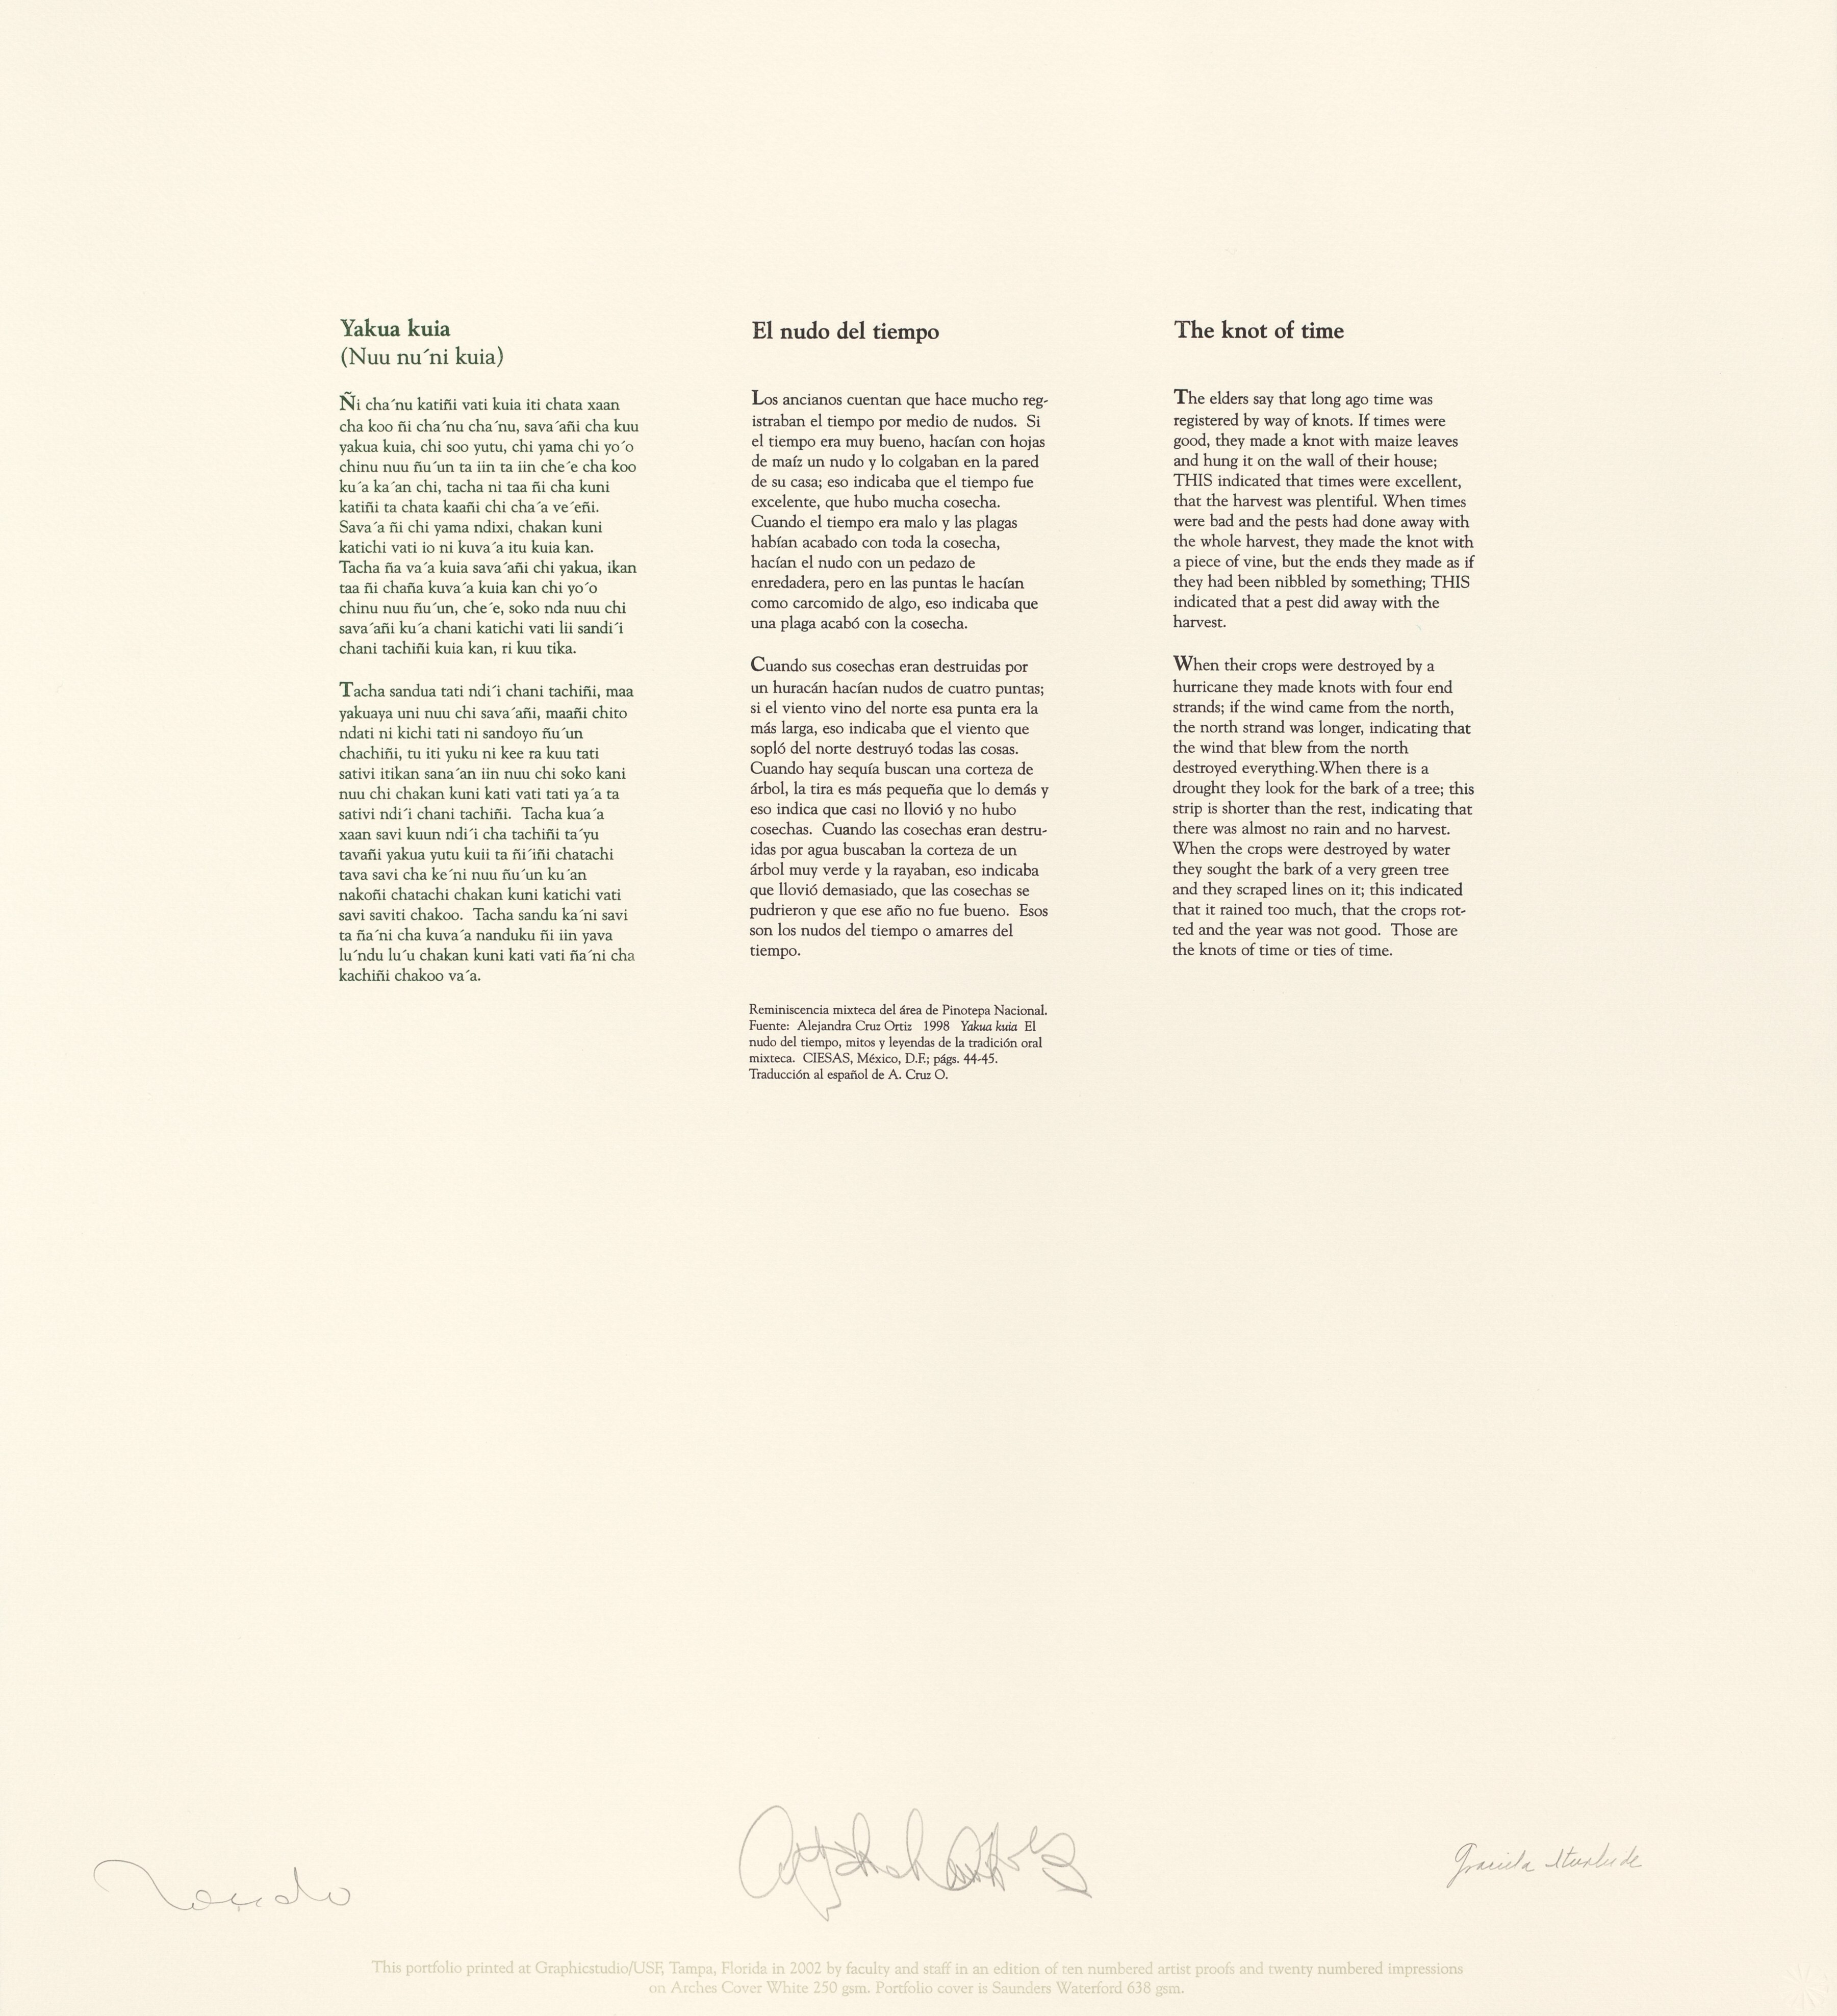 Yakua kuia
(Nuu nu´ni kuia)
Ñi cha´nu katiñi vati kuia iti chata xaan
cha koo ñi cha´nu cha´nu, sava´añi cha kuu
yakua kuia, chi soo yutu, chi yama chi yo´o
chinu nuu ñu´un ta iin ta iin che´e cha koo
ku´a ka´an chi, tacha ni taa ñi cha kuni
katiñi ta chata kaañi chi cha´a ve´eñi.
Sava´a ñi chi yama ndixi, chakan kuni
katichi vati io ni kuva´a itu kuia kan.
Tacha ña va´a kuia sava´añi chi yakua, ikan
taa ñi chaña kuva´a kuia kan chi yo´o
chinu nuu ñu´un, che´e, soko nda nuu chi
sava´añi ku´a chani katichi vati lii sandi´i
chani tachiñi kuia kan, ri kuu tika.
Tacha sandua tati ndi´i chani tachiñi, maa
yakuaya uni nuu chi sava´añi, maañi chito
ndati ni kichi tati ni sandoyo ñu´un
chachiñi, tu iti yuku ni kee ra kuu tati
sativi itikan sana´an iin nuu chi soko kani
nuu chi chakan kuni kati vati tati ya´a ta
sativi ndi´i chani tachiñi.  Tacha kua´a
xaan savi kuun ndi´i cha tachiñi ta´yu
tavañi yakua yutu kuii ta ñi´iñi chatachi
tava savi cha ke´ni nuu ñu´un ku´an
nakoñi chatachi chakan kuni katichi vati
savi saviti chakoo.  Tacha sandu ka´ni savi
ta ña´ni cha kuva´a nanduku ñi iin yava
lu´ndu lu´u chakan kuni kati vati ña´ni cha
kachiñi chakoo va´a.
El nudo del tiempo
Los ancianos cuentan que hace mucho reg-
istraban el tiempo por medio de nudos.  Si
el tiempo era muy bueno, hacían con hojas
de maíz un nudo y lo colgaban en la pared
de su casa; eso indicaba que el tiempo fue
excelente, que hubo mucha cosecha.
Cuando el tiempo era malo y las plagas
habían acabado con toda la cosecha,
hacían el nudo con un pedazo de
enredadera, pero en las puntas le hacían
como carcomido de algo, eso indicaba que
una plaga acabó con la cosecha.
Cuando sus cosechas eran destruidas por
un huracán hacían nudos de cuatro puntas;
si el viento vino del norte esa punta era la
más larga, eso indicaba que el viento que
sopló del norte destruyó todas las cosas.
Cuando hay sequía buscan una corteza de
árbol, la tira es más pequeña que lo demás y
eso indica que casi no llovió y no hubo
cosechas.  Cuando las cosechas eran destru-
idas por agua buscaban la corteza de un
árbol muy verde y la rayaban, eso indicaba
que llovió demasiado, que las cosechas se
pudrieron y que ese año no fue bueno.  Esos
son los nudos del tiempo o amarres del
tiempo.
Reminiscencia mixteca del área de Pinotepa Nacional.
Fuente:  Alejandra Cruz Ortiz   1998   Yakua kuia  El
nudo del tiempo, mitos y leyendas de la tradición oral
mixteca.  CIESAS, México, D.F.; págs. 44-45.
Traducción al español de A. Cruz O.
The knot of time
The elders say that long ago time was
registered by way of knots. If times were
good, they made a knot with maize leaves
and hung it on the wall of their house;
THIS indicated that times were excellent,
that the harvest was plentiful. When times
were bad and the pests had done away with
the whole harvest, they made the knot with
a piece of vine, but the ends they made as if
they had been nibbled by something; THIS
indicated that a pest did away with the
harvest.
When their crops were destroyed by a
hurricane they made knots with four end
strands; if the wind came from the north,
the north strand was longer, indicating that
the wind that blew from the north
destroyed everything.When there is a
drought they look for the bark of a tree; this
strip is shorter than the rest, indicating that
there was almost no rain and no harvest.
When the crops were destroyed by water
they sought the bark of a very green tree
and they scraped lines on it; this indicated
that it rained too much, that the crops rot-
ted and the year was not good.  Those are
the knots of time or ties of time.
Graciela Iturbide
This portfolio printed at Graphicstudio/USF, Tampa, Florida in 2002 by faculty and staff in an edition of ten numbered artist proofs and twenty numbered impressions
on Arches Cover White 250 gsm. Portfolio cover is Saunders Waterford 638 gsm.